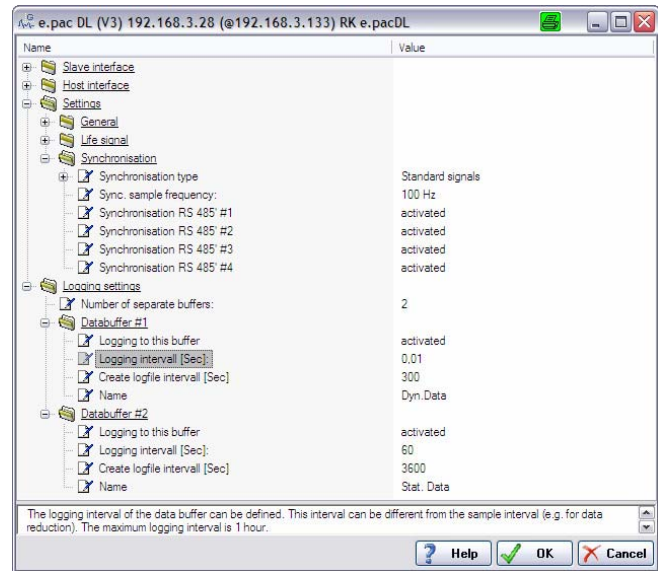 e.pac DL (V3) 192.168.3.28 (@192.168.3.133) RK e.pacDL
Name Value
Slave interface
Host interface
Settings
General
Life signal
Synchronisation
Synchronisation type Standard signals
Sync. sample frequency: 100 Hz
Synchronisation RS 485' #1 activated
Synchronisation RS 485' #2 activated
Synchronisation RS 485' #3 activated
Synchronisation RS 485' #4 activated
Logging settings
Number of separate buffers: 2
Databuffer #1
Logging to this buffer activated
Logging intervall [Sec]: 0,01
Create logfile intervall [Sec] 300
Name Dyn.Data
Databuffer #2
Logging to this buffer activated
Logging intervall [Sec]: 60
Create logfile intervall [Sec] 3600
Name Stat. Data
The logging interval of the data buffer can be defined. This interval can be different from the sample interval (e.g. for data
reduction). The maximum logging interval is 1 hour.
Help OK Cancel